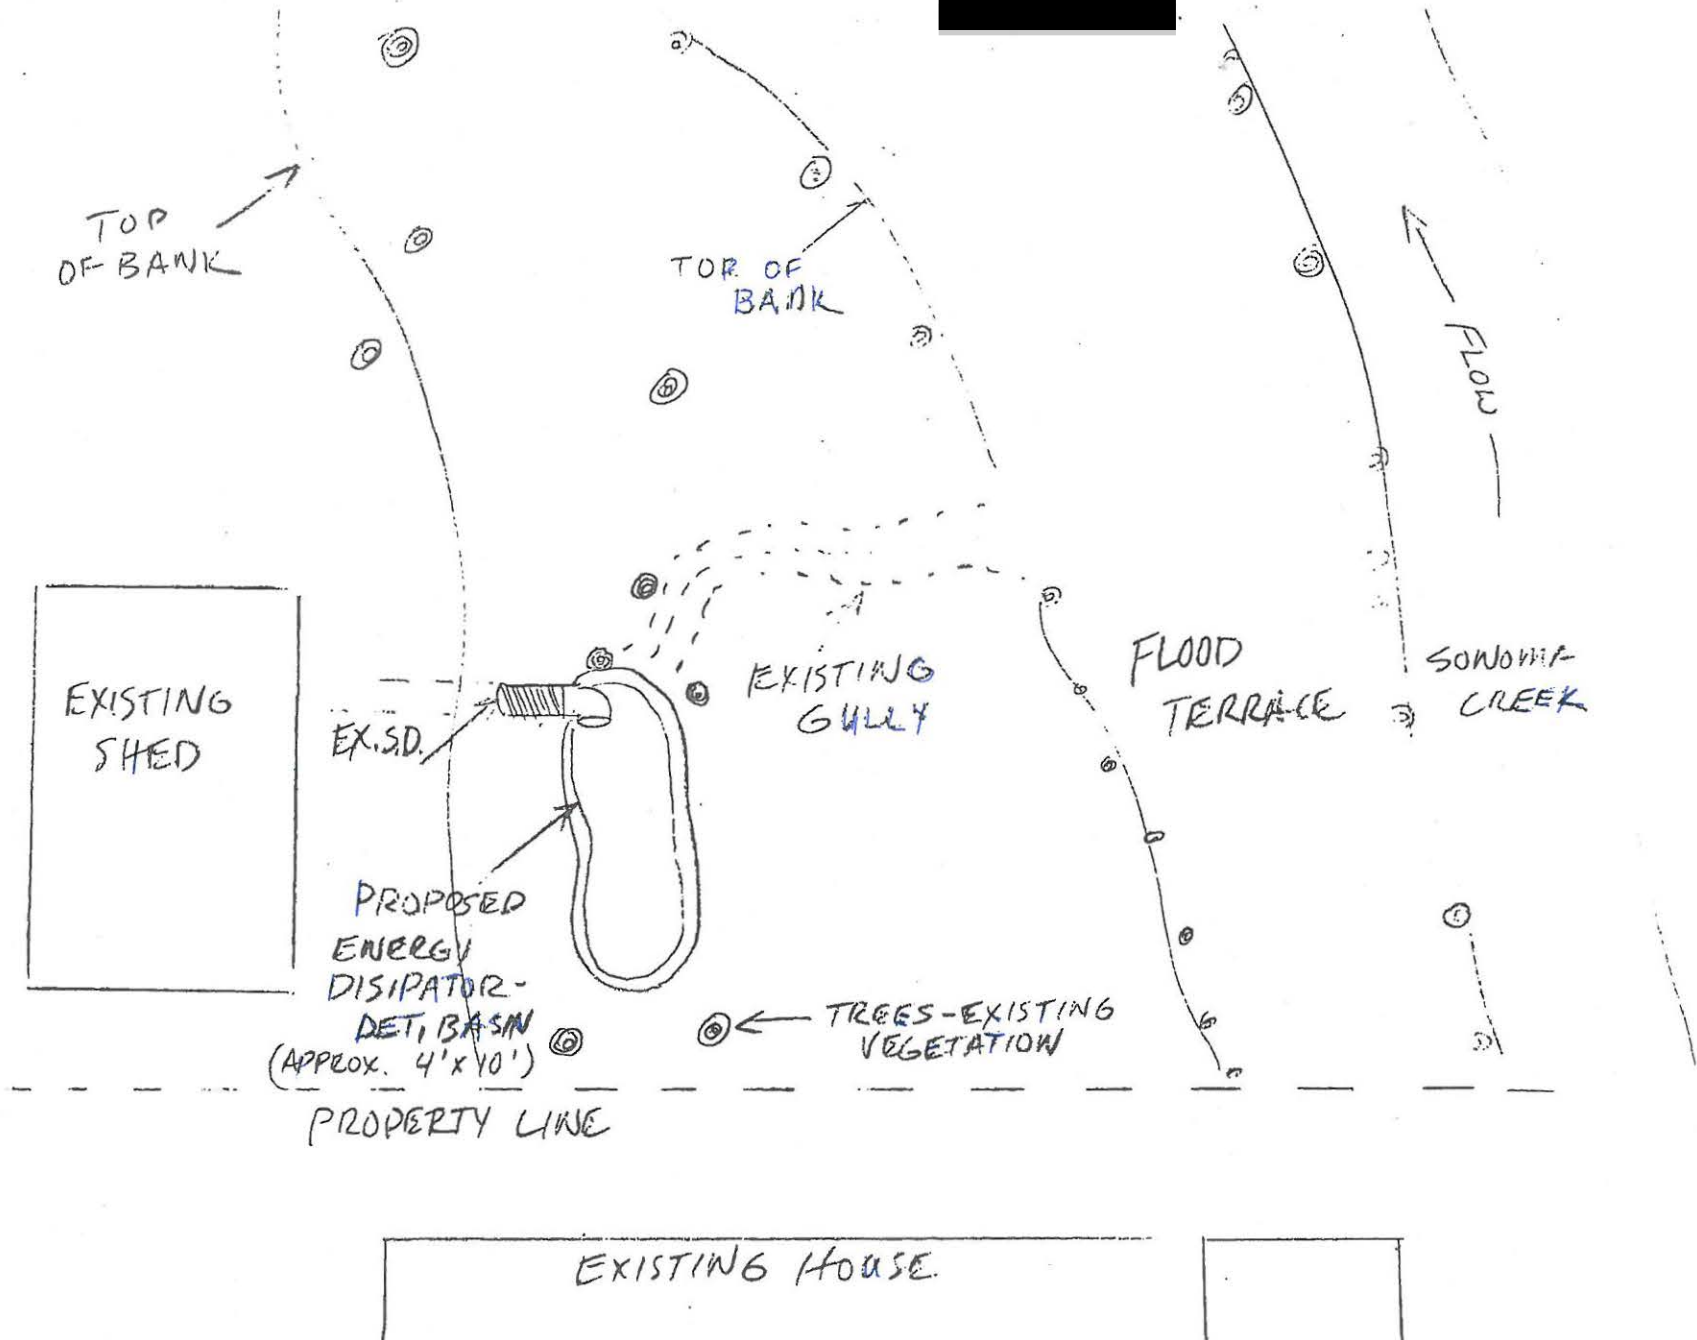 TOP
OF BANK
TOP OF
BANK
FLOW
EXISTING
SHED
EX.S.D.
EXISTING
GULLY
FLOOD
TERRACE
SONOMA
CREEK
PROPOSED
ENERGY
DISIPATOR-
DET. BASIN
(APPROX. 4'x10')
TREES-EXISTING
VEGETATION
PROPERTY LINE
EXISTING HOUSE